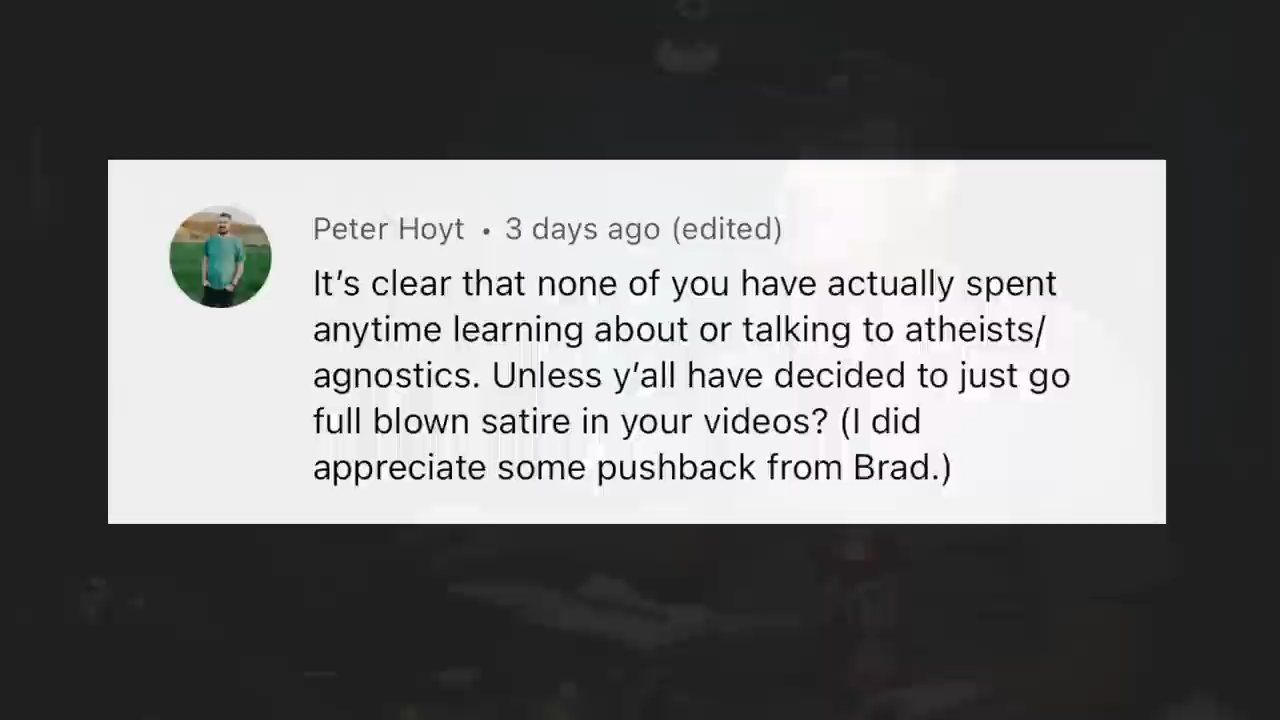 Peter Hoyt • 3 days ago (edited)
It’s clear that none of you have actually spent
anytime learning about or talking to atheists/
agnostics. Unless y’all have decided to just go
full blown satire in your videos? (I did
appreciate some pushback from Brad.)